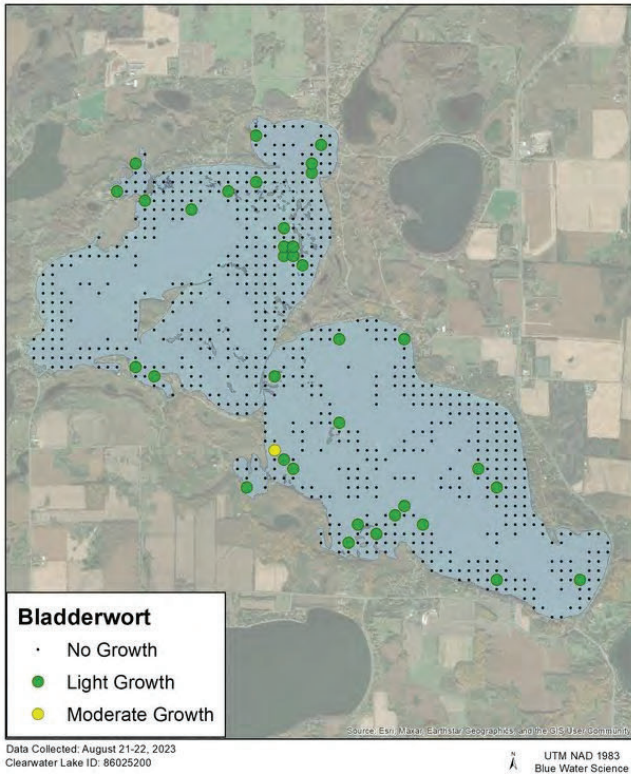 Bladderwort
No Growth
Light Growth
Moderate Growth
Source: Esri, Maxar, Earthstar Geographics, and the GIS User Community
Data Collected: August 21-22, 2023
Clearwater Lake ID: 86025200
N
UTM NAD 1983
Blue Water Science